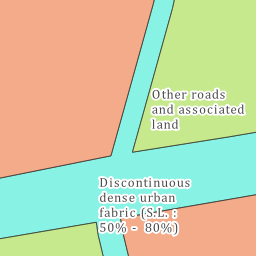 Other roads
and associated
land
Discontinuous
dense urban
fabric (S.L. :
50% - 80%)